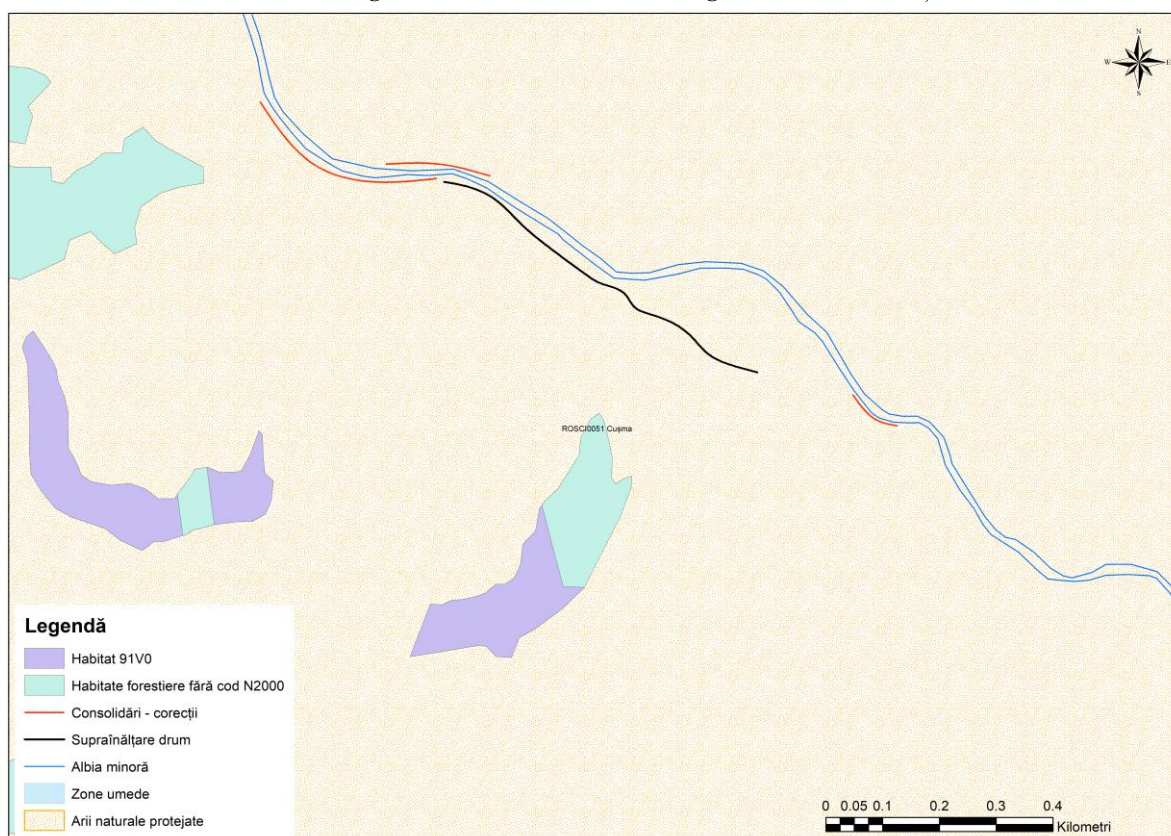 N
W E
S
ROSCI0051 Cușma
Legendă
Habitat 91V0
Habitate forestiere fără cod N2000
Consolidări - corecții
Supraînălțare drum
Albia minoră
Zone umede
Arii naturale protejate
0 0.05 0.1 0.2 0.3 0.4
Kilometri